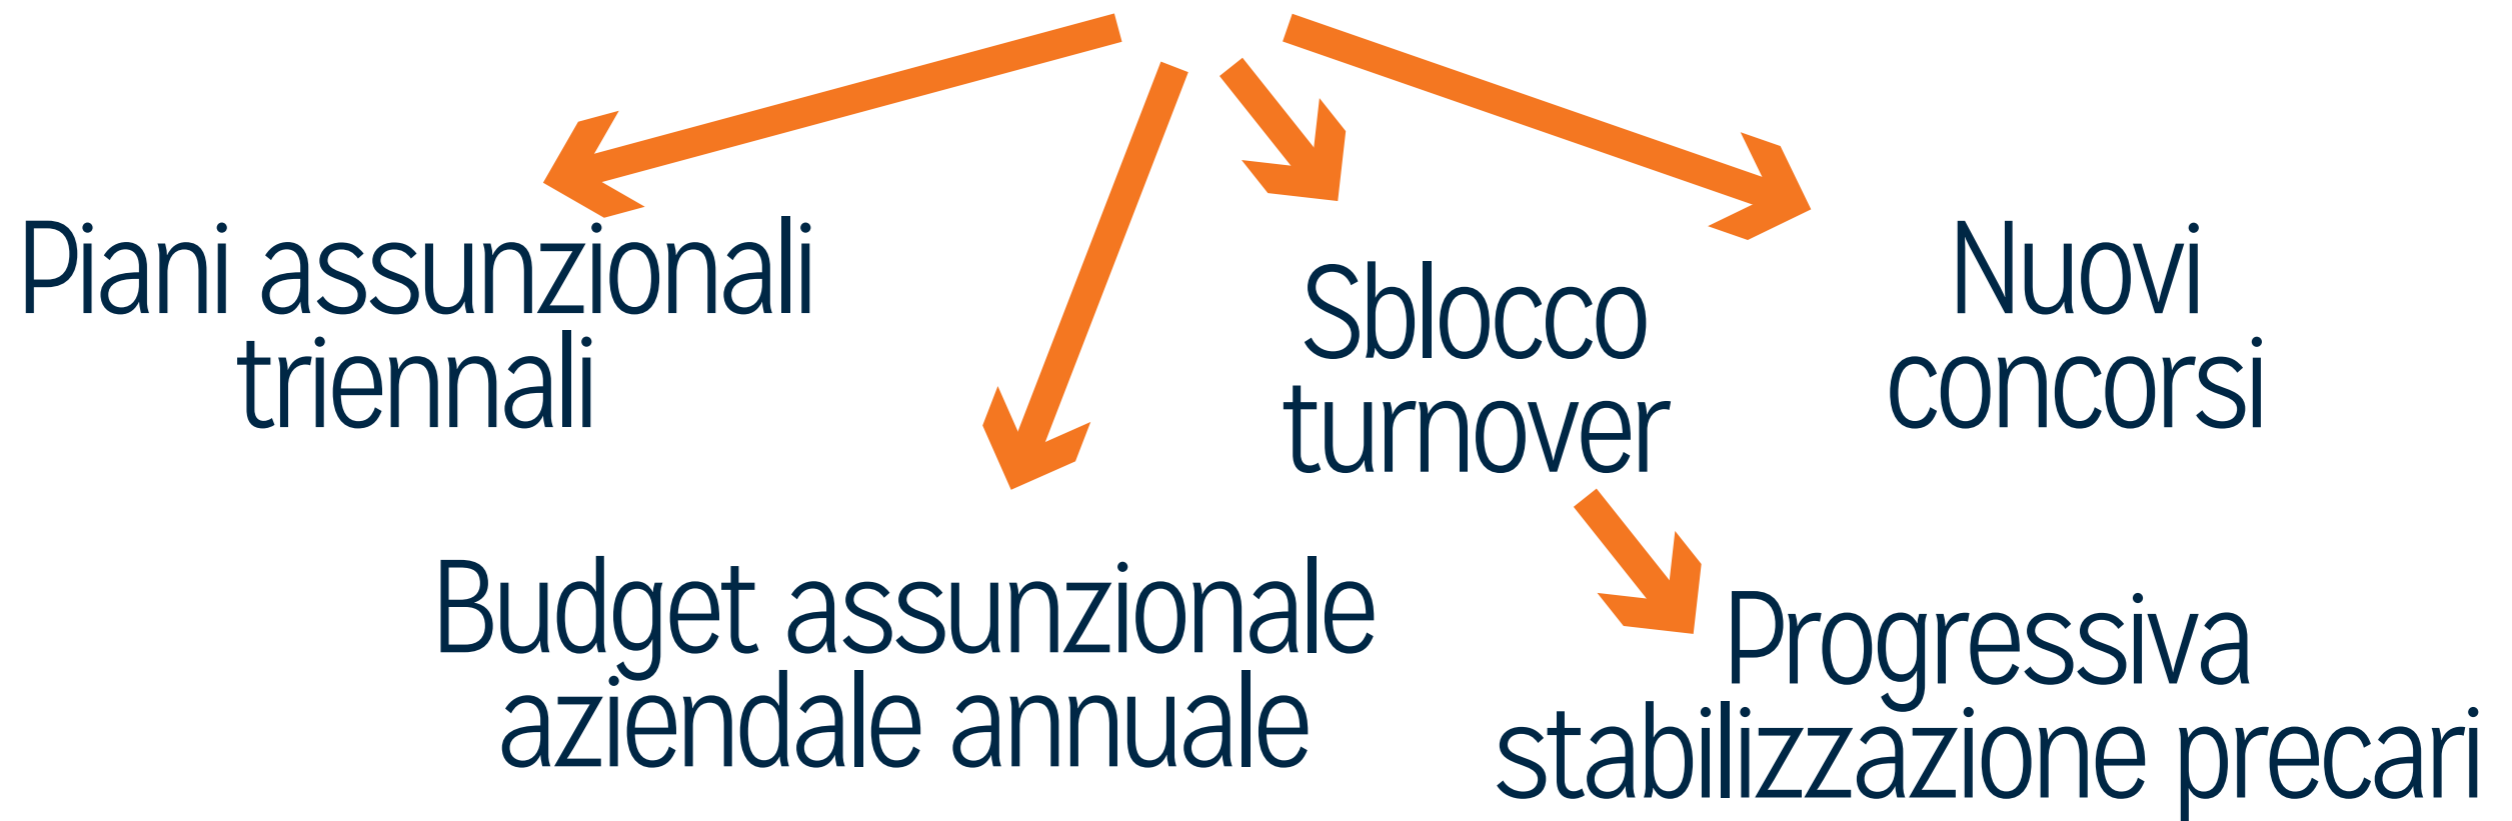 Piani assunzionali
triennali
Sblocco
turnover
Nuovi
concorsi
Budget assunzionale
aziendale annuale
Progressiva
stabilizzazione precari